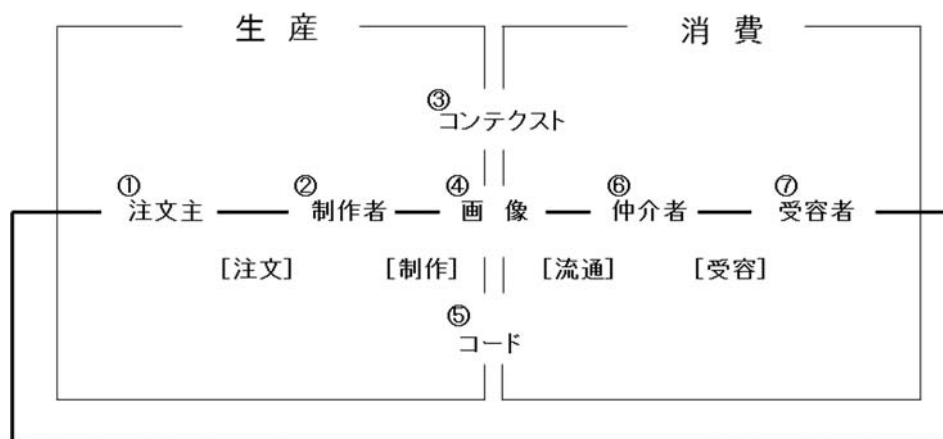 生産
消費
③
コンテクスト
① ② ④ ⑥ ⑦
注文主 制作者 画像 仲介者 受容者
[注文] [制作] [流通] [受容]
⑤
コード